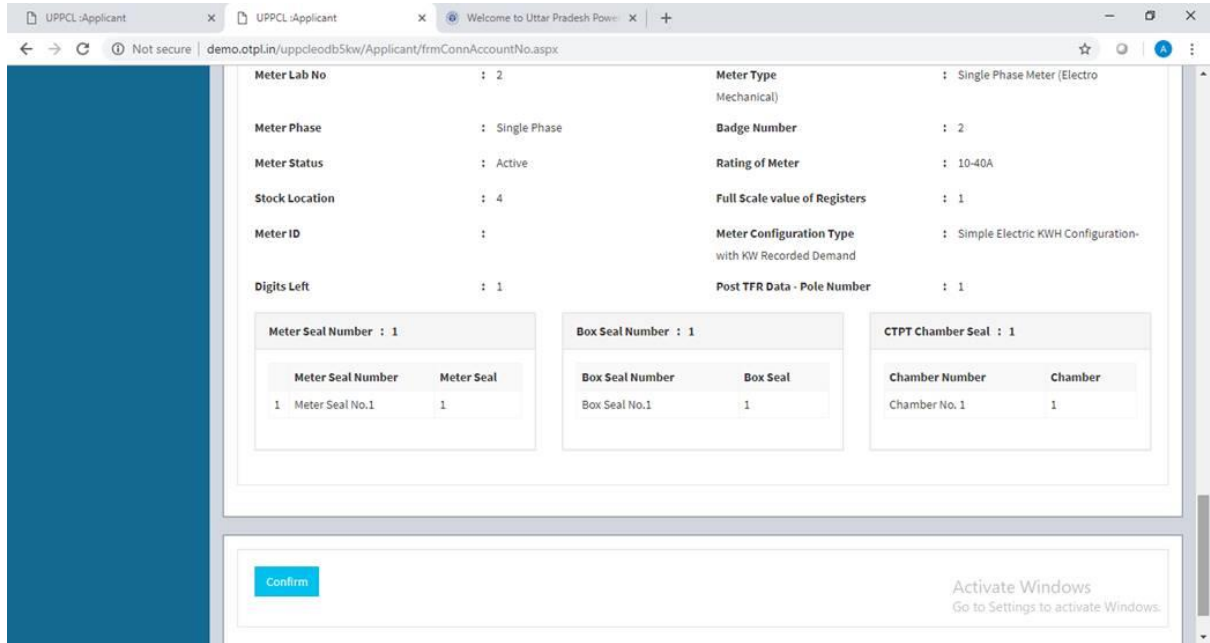 UPPCL :Applicant
UPPCL :Applicant
Welcome to Uttar Pradesh Power
Not secure | demo.otpl.in/uppcleodb5kw/Applicant/frmConnAccountNo.aspx
A
Meter Lab No : 2 Meter Type : Single Phase Meter (Electro
Mechanical)
Meter Phase : Single Phase Badge Number : 2
Meter Status : Active Rating of Meter : 10-40A
Stock Location : 4 Full Scale value of Registers : 1
Meter ID : Meter Configuration Type : Simple Electric KWH Configuration-
with KW Recorded Demand
Digits Left : 1 Post TFR Data - Pole Number : 1
Meter Seal Number : 1 Box Seal Number : 1 CTPT Chamber Seal : 1
Meter Seal Number Meter Seal Box Seal Number Box Seal Chamber Number Chamber
1 Meter Seal No.1 1 Box Seal No.1 1 Chamber No. 1 1
Confirm
Activate Windows
Go to Settings to activate Windows.